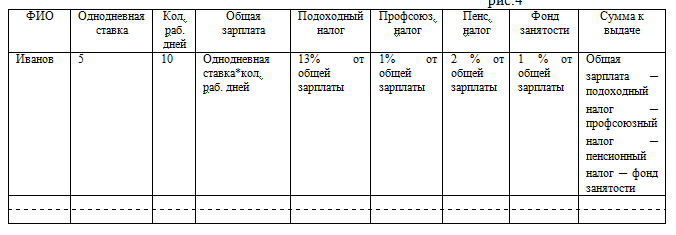 рис.4
ФИО
Однодневная ставка
Кол, раб. дней
Общая зарплата
Подоходный налог
Профсоюз, налог
Пенс, налог
Фонд занятости
Сумма к выдаче
Иванов
5
10
Однодневная
ставка*кол,
раб. дней
13% от
общей
зарплаты
1% от
общей
зарплаты
2 % от
общей
зарплаты
1 % от
общей
зарплаты
Общая
зарплата —
подоходный
налог —
профсоюзный
налог —
пенсионный
налог — фонд
занятости